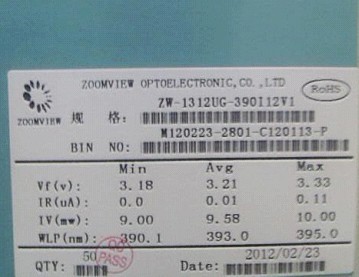 ZOOMVIEW OPTOELECTRONIC,CO.,LTD
RoHS
ZOOMVIEW
规 格: ZW-1312UG-390I12V1
BIN NO: M120223-2801-C120113-P
Min Avg Max
Vf(v): 3.18 3.21 3.33
IR(uA): 0.0 0.01 0.11
IV(mw): 9.00 9.58 10.00
WLP(nm): 390.1 393.0 395.0
QTY: 50 Date: 2012/02/23
QC PASS